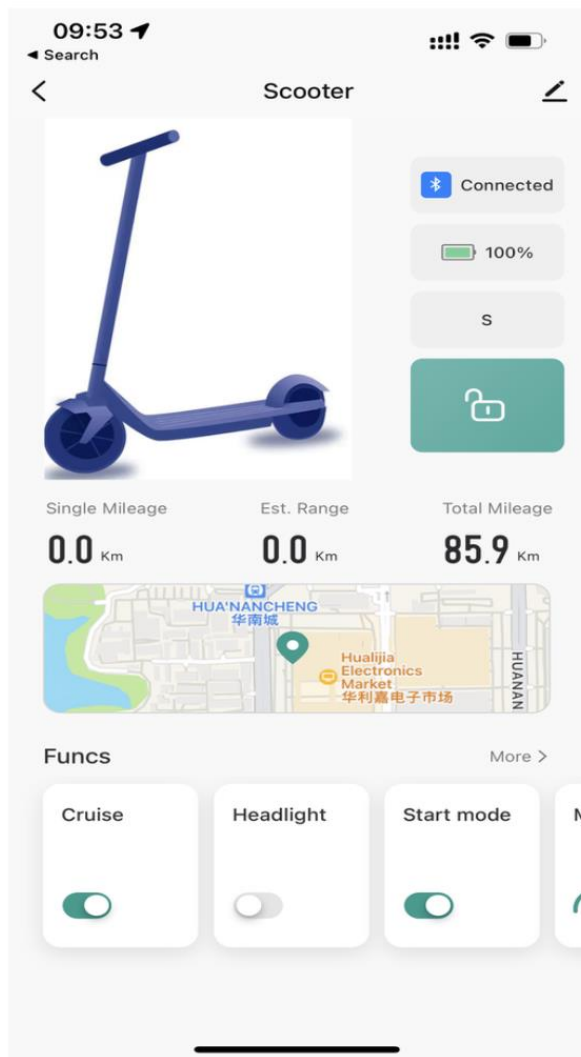 09:53
Search
Scooter
Connected
100%
S
Single Mileage
Est. Range
Total Mileage
0.0 Km
0.0 Km
85.9 Km
HUA'NANCHENG
华南城
Hualijia
Electronics
Market
华利嘉电子市场
HUANAN
Funcs
More >
Cruise
Headlight
Start mode